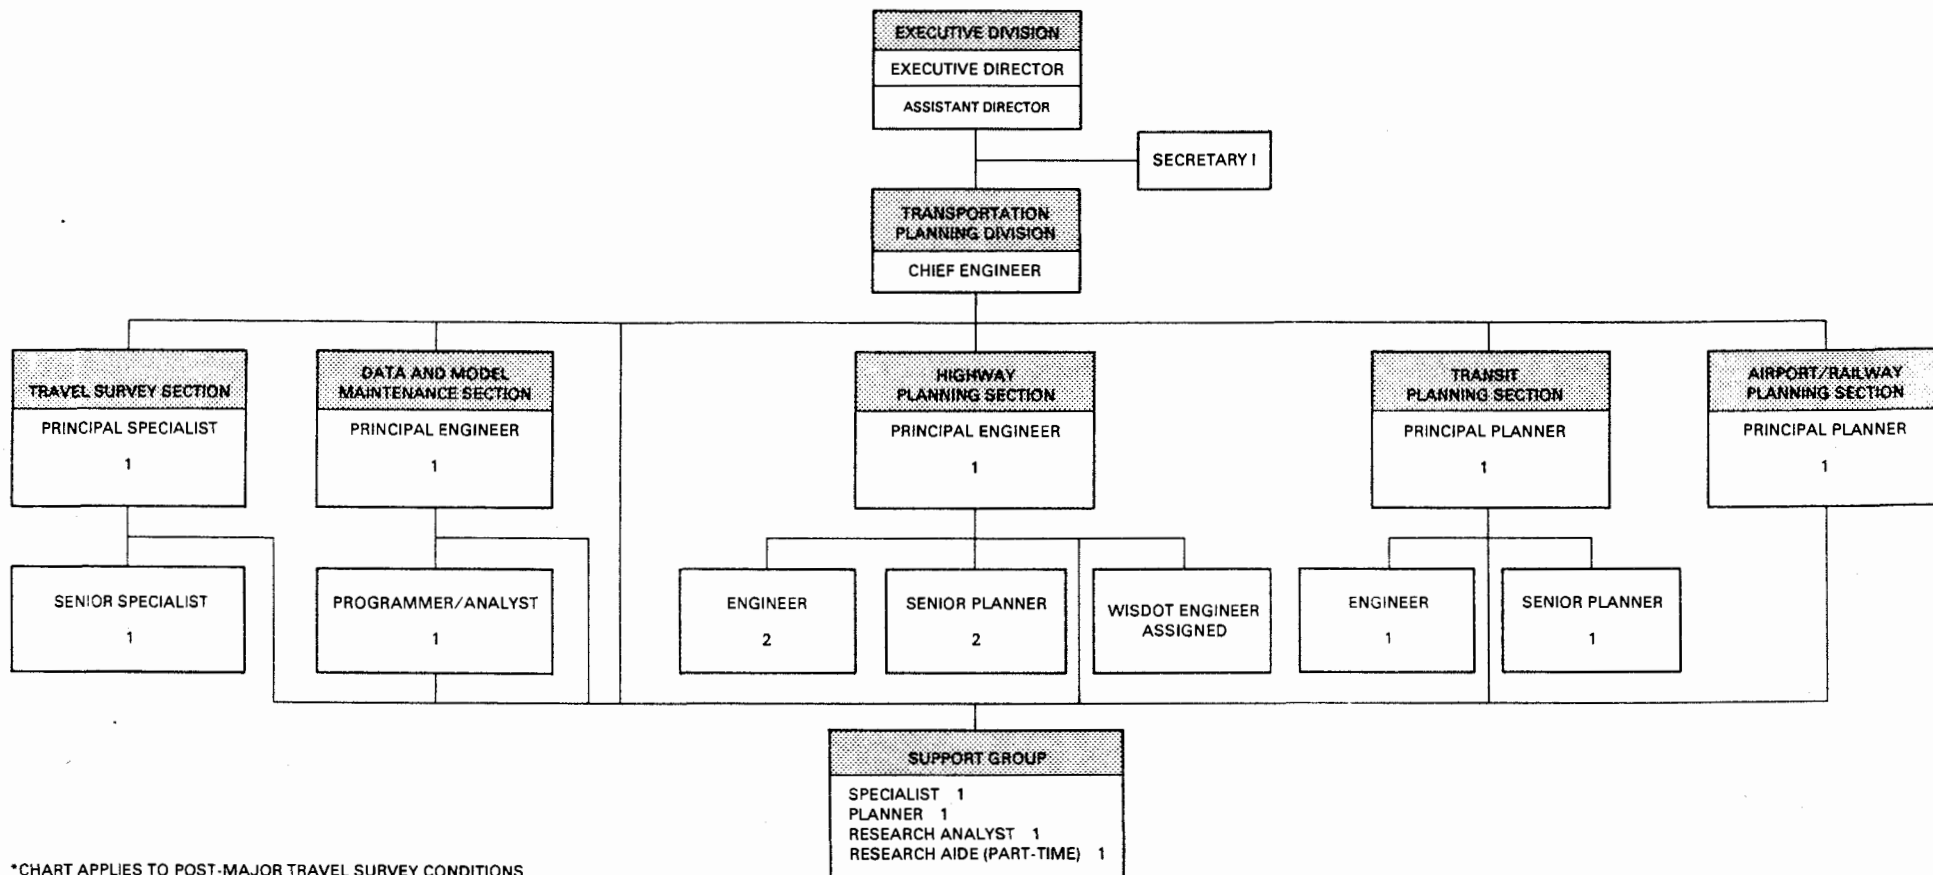 EXECUTIVE DIVISION
EXECUTIVE DIRECTOR
ASSISTANT DIRECTOR
SECRETARY I
TRANSPORTATION
PLANNING DIVISION
CHIEF ENGINEER
TRAVEL SURVEY SECTION
PRINCIPAL SPECIALIST
1
DATA AND MODEL
MAINTENANCE SECTION
PRINCIPAL ENGINEER
1
HIGHWAY
PLANNING SECTION
PRINCIPAL ENGINEER
1
TRANSIT
PLANNING SECTION
PRINCIPAL PLANNER
1
AIRPORT/RAILWAY
PLANNING SECTION
PRINCIPAL PLANNER
1
SENIOR SPECIALIST
1
PROGRAMMER/ANALYST
1
ENGINEER
2
SENIOR PLANNER
2
WISDOT ENGINEER
ASSIGNED
ENGINEER
1
SENIOR PLANNER
1
SUPPORT GROUP
SPECIALIST 1
PLANNER 1
RESEARCH ANALYST 1
RESEARCH AIDE (PART-TIME) 1
*CHART APPLIES TO POST-MAJOR TRAVEL SURVEY CONDITIONS